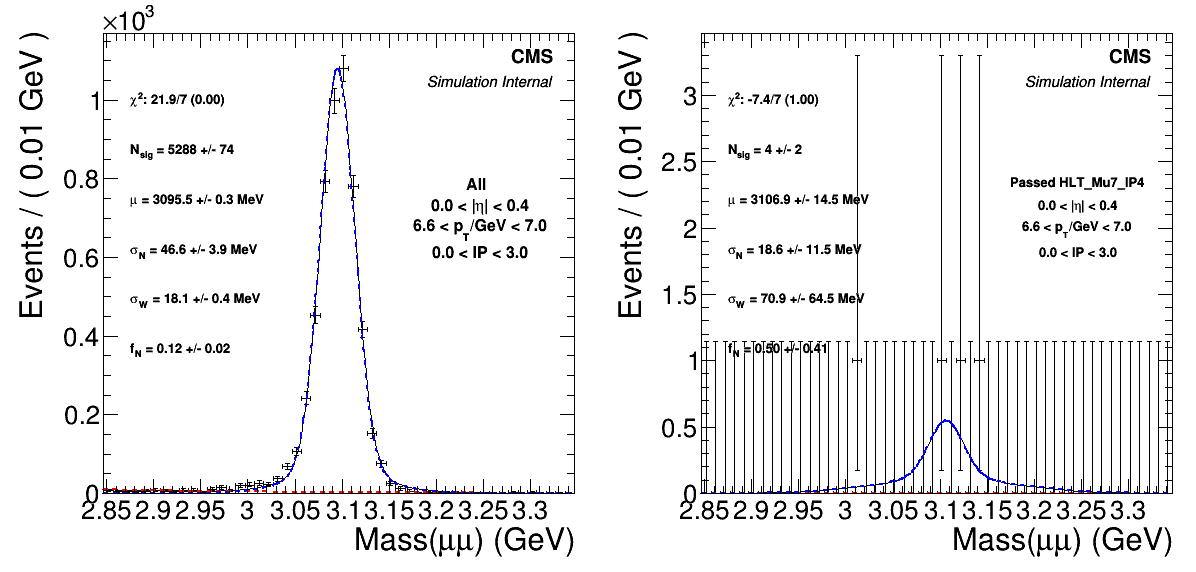 ×10³
Events / ( 0.01 GeV )
CMS
Simulation Internal
χ²: 21.9/7 (0.00)
N_sig = 5288 +/- 74
μ = 3095.5 +/- 0.3 MeV
σ_N = 46.6 +/- 3.9 MeV
σ_W = 18.1 +/- 0.4 MeV
f_N = 0.12 +/- 0.02
All
0.0 < |η| < 0.4
6.6 < p_T/GeV < 7.0
0.0 < IP < 3.0
1
0.8
0.6
0.4
0.2
0
2.85 2.9 2.95 3 3.05 3.1 3.15 3.2 3.25 3.3
Mass(μμ) (GeV)
Events / ( 0.01 GeV )
CMS
Simulation Internal
χ²: -7.4/7 (1.00)
N_sig = 4 +/- 2
μ = 3106.9 +/- 14.5 MeV
σ_N = 18.6 +/- 11.5 MeV
σ_W = 70.9 +/- 64.5 MeV
f_N = 0.50 +/- 0.41
Passed HLT_Mu7_IP4
0.0 < |η| < 0.4
6.6 < p_T/GeV < 7.0
0.0 < IP < 3.0
3
2.5
2
1.5
1
0.5
0
2.85 2.9 2.95 3 3.05 3.1 3.15 3.2 3.25 3.3
Mass(μμ) (GeV)